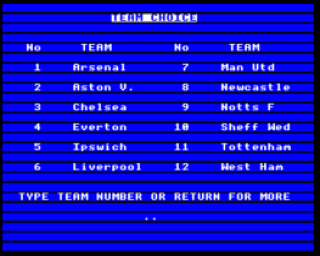 TEAM CHOICE
No TEAM No TEAM
1 Arsenal 7 Man Utd
2 Aston V. 8 Newcastle
3 Chelsea 9 Notts F
4 Everton 10 Sheff Wed
5 Ipswich 11 Tottenham
6 Liverpool 12 West Ham
TYPE TEAM NUMBER OR RETURN FOR MORE
..